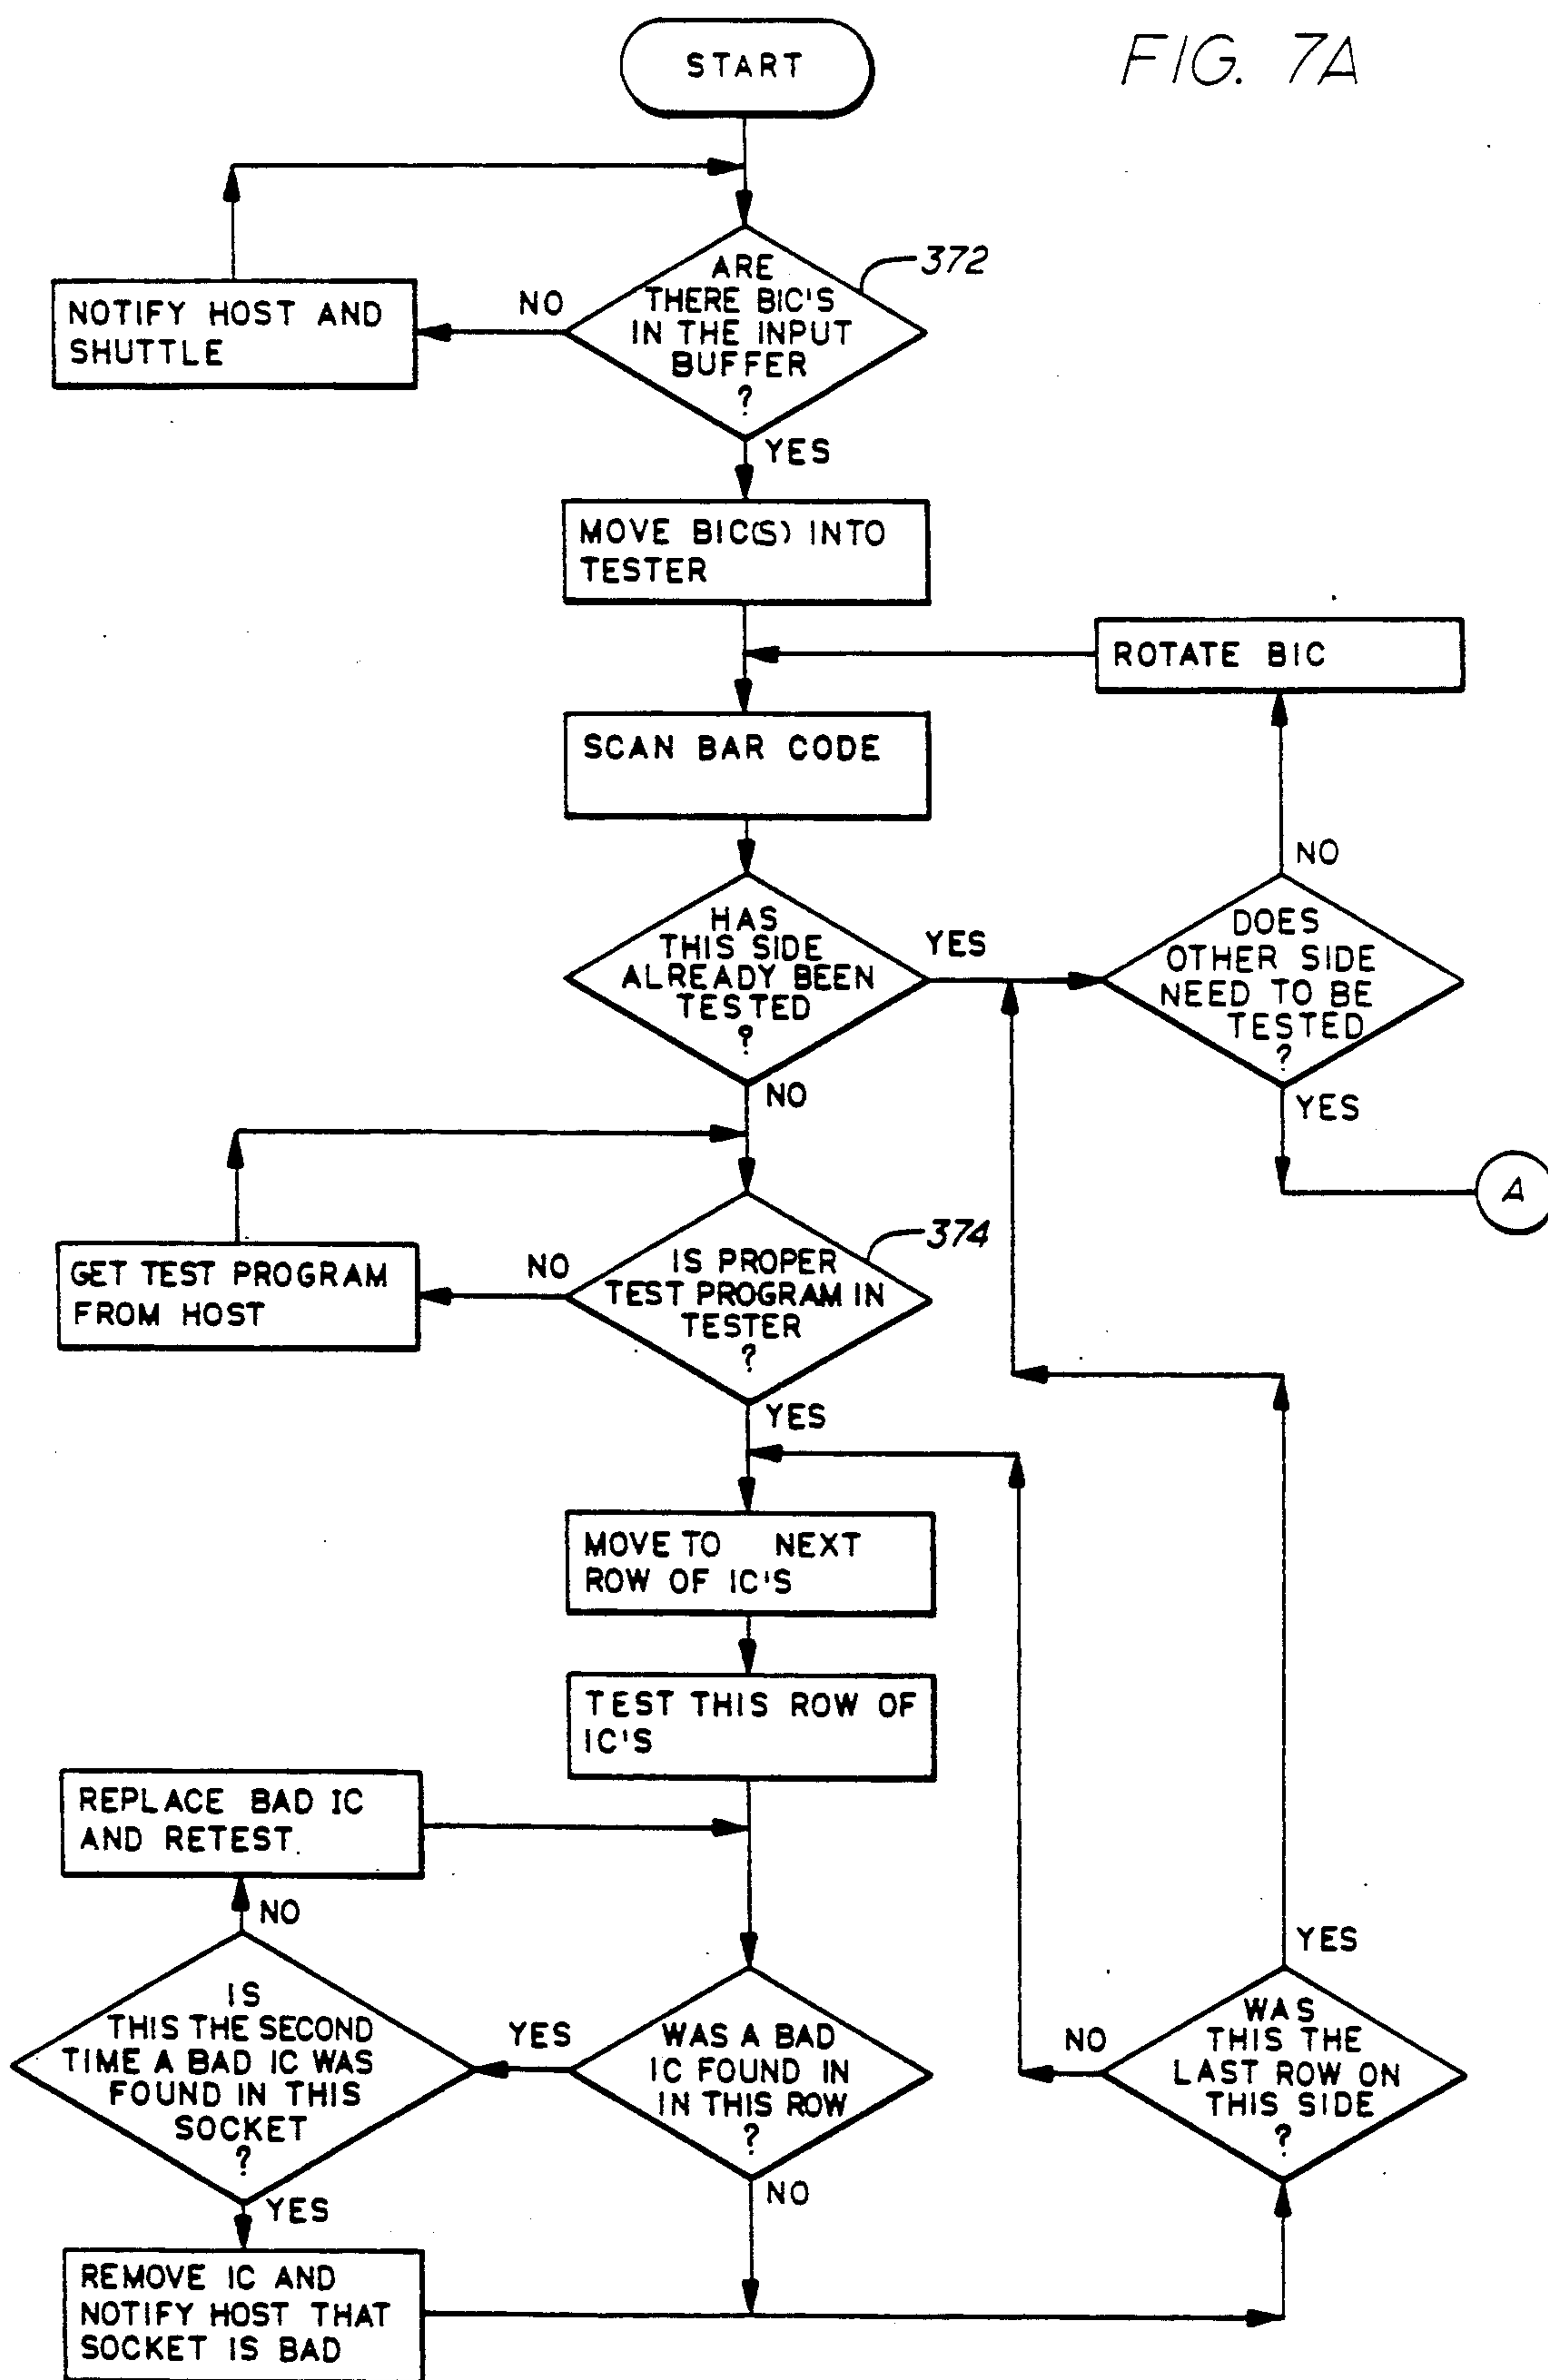 FIG. 7A
START
372
ARE
THERE BIC'S
IN THE INPUT
BUFFER
?
NO
NOTIFY HOST AND
SHUTTLE
YES
MOVE BIC(S) INTO
TESTER
ROTATE BIC
SCAN BAR CODE
NO
HAS
THIS SIDE
ALREADY BEEN
TESTED
?
YES
DOES
OTHER SIDE
NEED TO BE
TESTED
?
NO
YES
A
374
IS PROPER
TEST PROGRAM IN
TESTER
?
NO
GET TEST PROGRAM
FROM HOST
YES
MOVE TO NEXT
ROW OF IC'S
TEST THIS ROW OF
IC'S
REPLACE BAD IC
AND RETEST.
NO
IS
THIS THE SECOND
TIME A BAD IC WAS
FOUND IN THIS
SOCKET
?
YES
WAS A BAD
IC FOUND IN
IN THIS ROW
?
NO
YES
WAS
THIS THE
LAST ROW ON
THIS SIDE
?
NO
YES
REMOVE IC AND
NOTIFY HOST THAT
SOCKET IS BAD